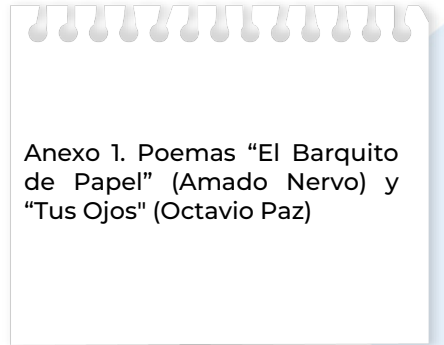 Anexo 1. Poemas “El Barquito
de Papel” (Amado Nervo) y
“Tus Ojos" (Octavio Paz)